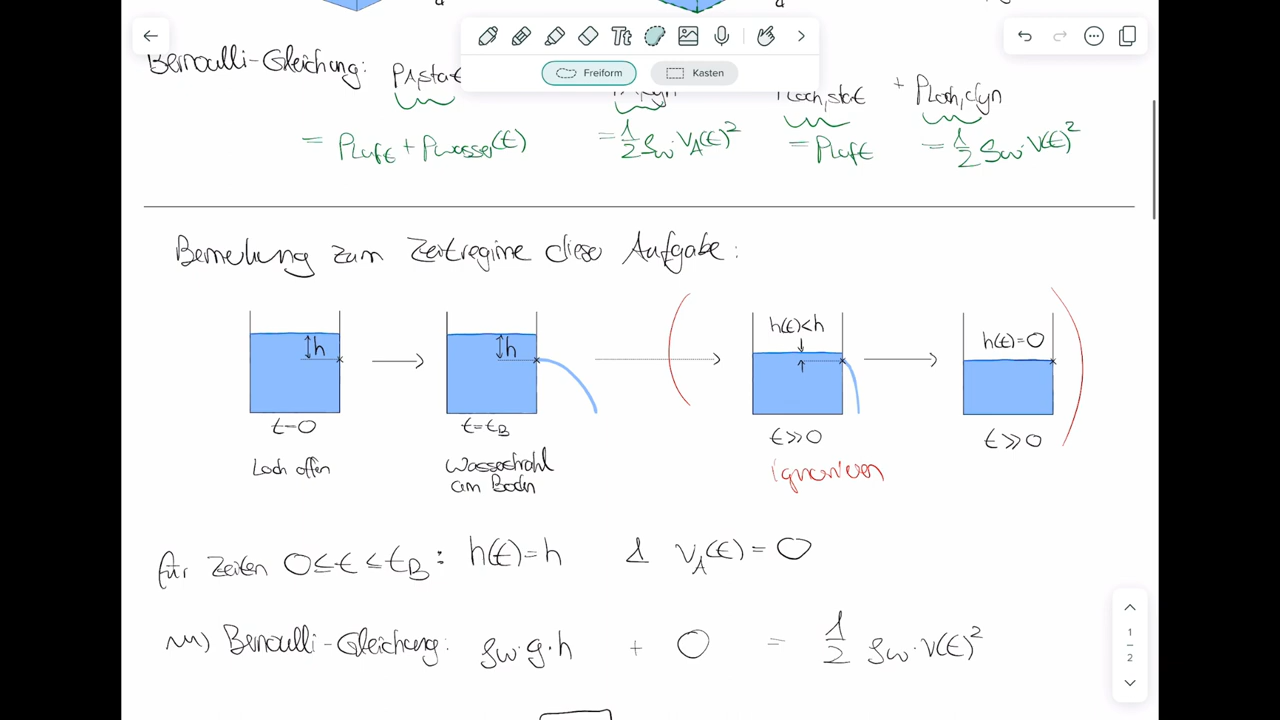 Freiform Kasten
Bernoulli-Gleichung: PA,stat PLoch,stat + PLoch,dyn
= PLuft + PWasser(t) = 1/2 ρw·VA(t)² = PLuft = 1/2 ρw·V(t)²
Bemerkung zum Zeitregime dieser Aufgabe:
h(t)<h
h(t)=0
h h
t=0 t=tB t≫0 t≫0
Loch offen Wasserstrahl am Boden ignorieren
für Zeiten 0≤t≤tB: h(t)=h & VA(t)=0
1
2
⇝ Bernoulli-Gleichung: ρw·g·h + 0 = 1/2 ρw·V(t)²